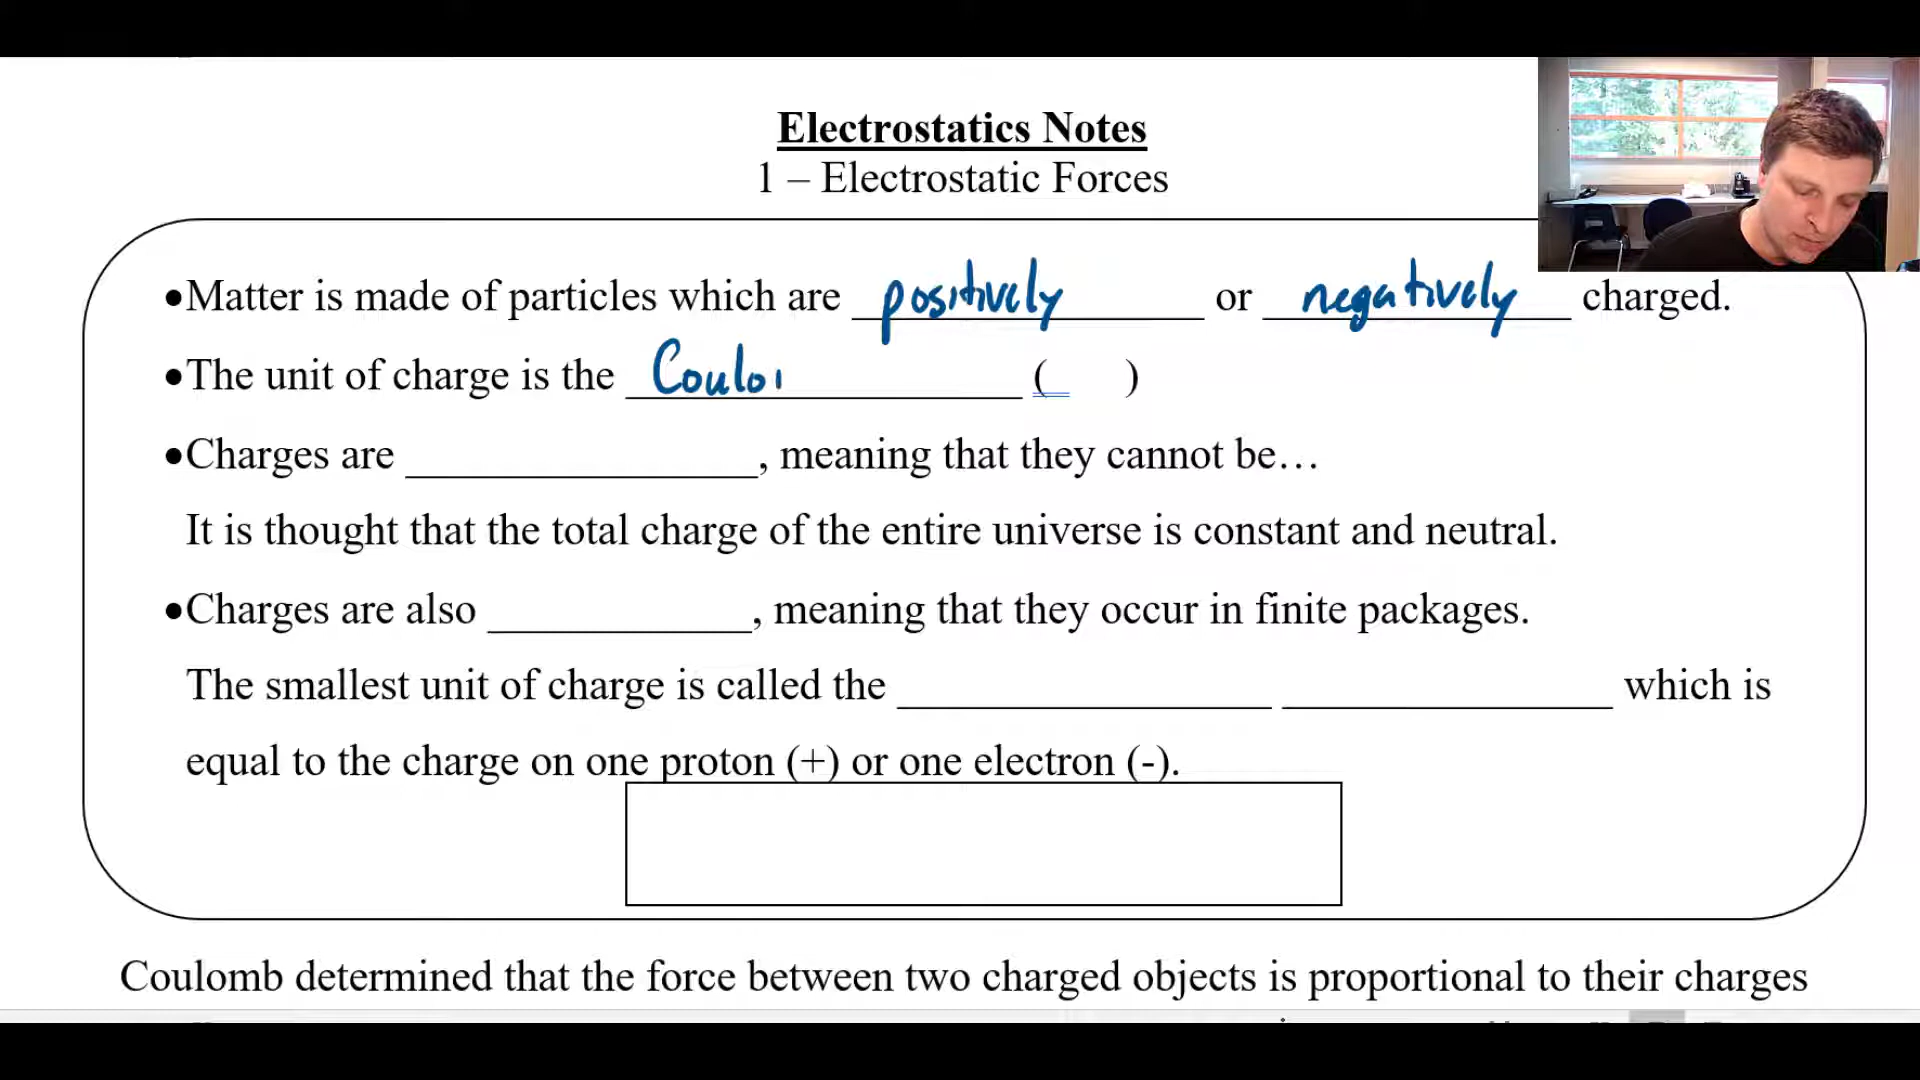 Electrostatics Notes
1 – Electrostatic Forces
•Matter is made of particles which are positively or negatively charged.
•The unit of charge is the Coulo ( )
•Charges are ____________, meaning that they cannot be…
It is thought that the total charge of the entire universe is constant and neutral.
•Charges are also ____________, meaning that they occur in finite packages.
The smallest unit of charge is called the ____________ ____________ which is
equal to the charge on one proton (+) or one electron (-).
Coulomb determined that the force between two charged objects is proportional to their charges